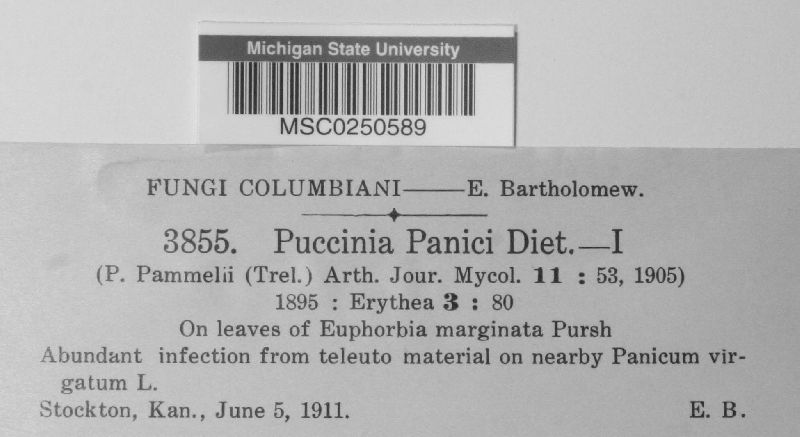 Michigan State University
MSC0250589
FUNGI COLUMBIANI——E. Bartholomew.
3855. Puccinia Panici Diet.—I
(P. Pammelii (Trel.) Arth. Jour. Mycol. 11 : 53, 1905)
1895 : Erythea 3 : 80
On leaves of Euphorbia marginata Pursh
Abundant infection from teleuto material on nearby Panicum vir-
gatum L.
Stockton, Kan., June 5, 1911. E. B.